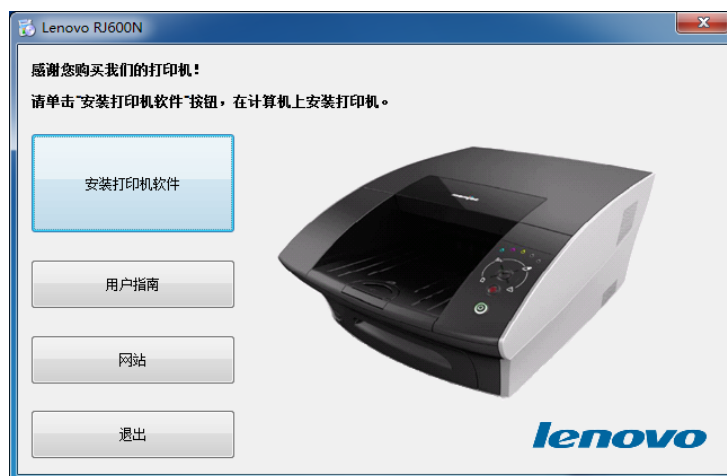 Lenovo RJ600N
感谢您购买我们的打印机！
请单击"安装打印机软件"按钮，在计算机上安装打印机。
安装打印机软件
用户指南
网站
退出
lenovo